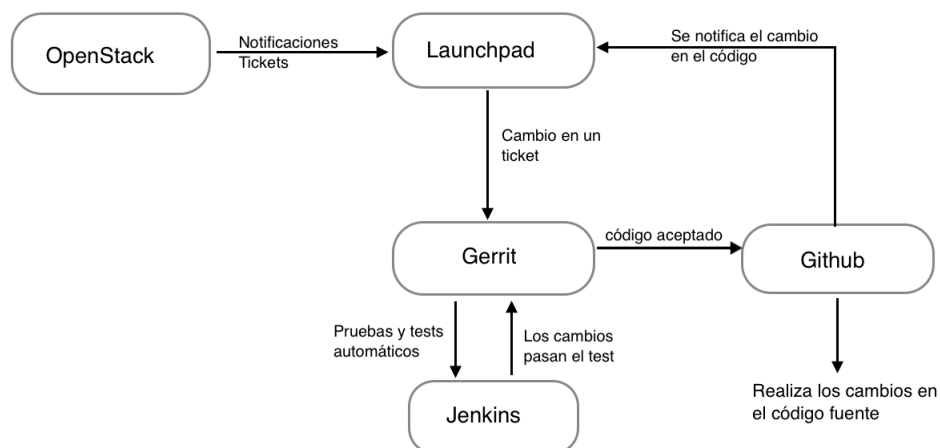 OpenStack
Notificaciones
Tickets
Launchpad
Se notifica el cambio
en el código
Cambio en un
ticket
Gerrit
código aceptado
Github
Pruebas y tests
automáticos
Los cambios
pasan el test
Jenkins
Realiza los cambios en
el código fuente